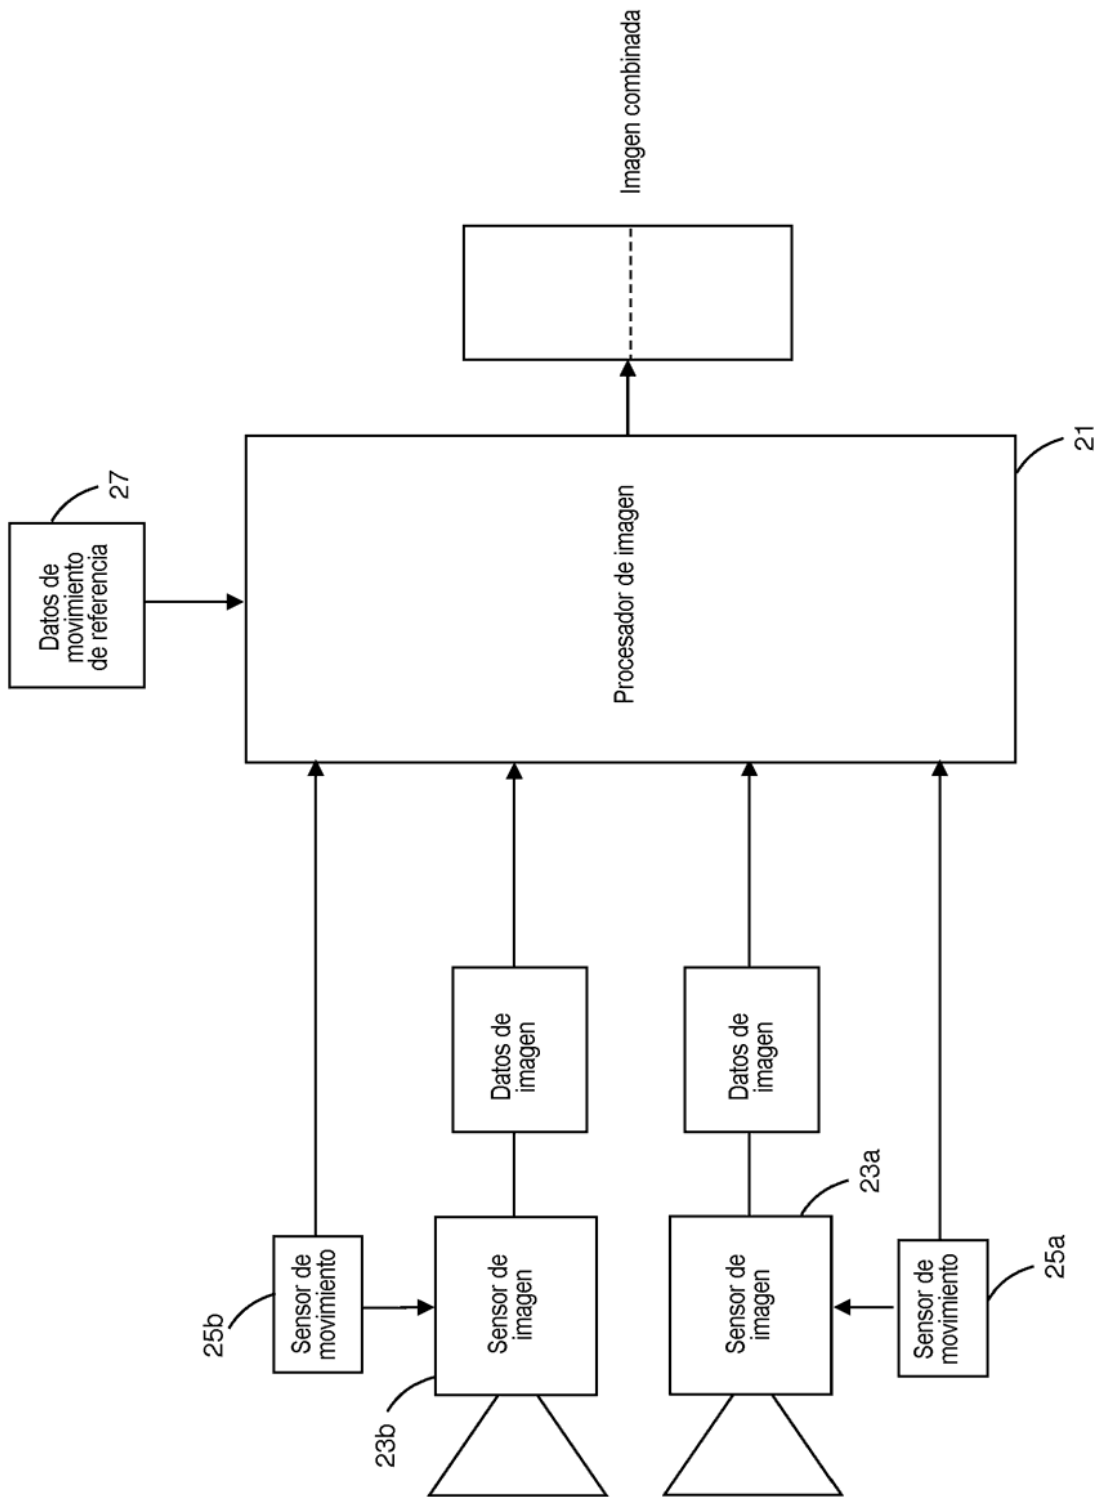 Imagen combinada
27
Datos de
movimiento
de referencia
21
Procesador de imagen
Datos de
imagen
Datos de
imagen
25b
Sensor de
movimiento
23b
Sensor de
imagen
23a
Sensor de
imagen
25a
Sensor de
movimiento